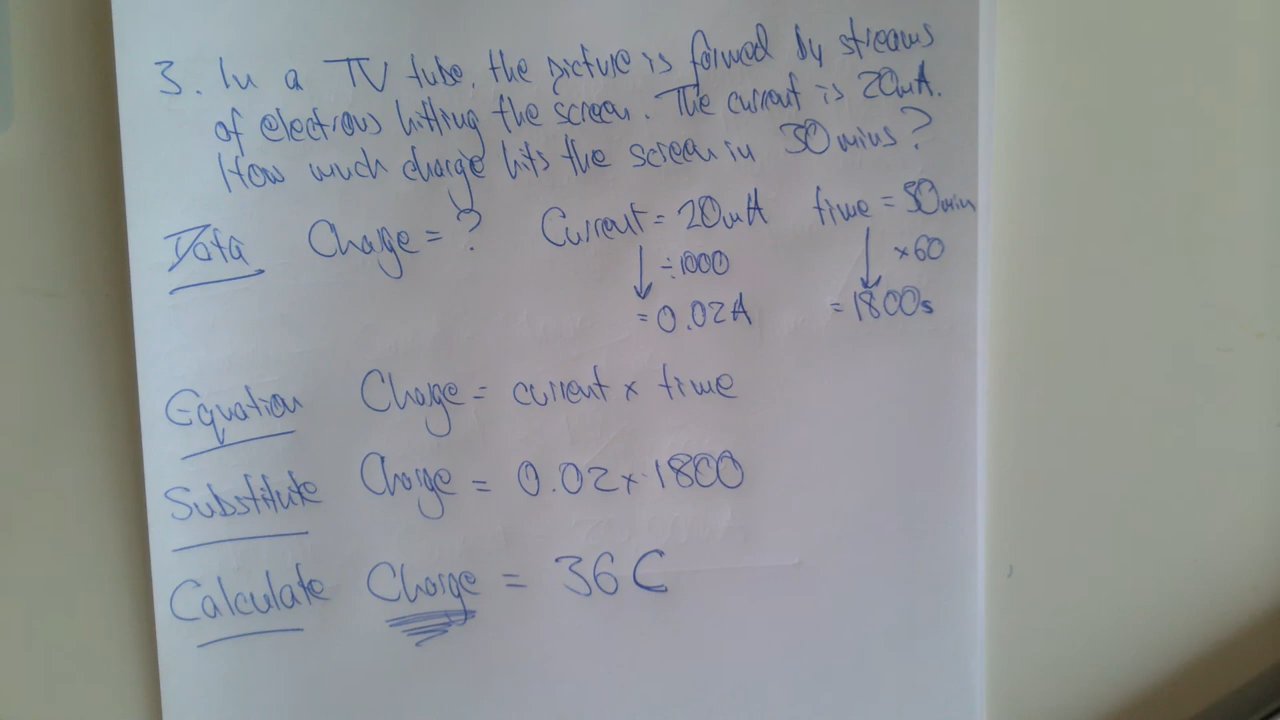 3. In a TV tube, the picture is formed by streams
of electrons hitting the screen. The current is 20mA.
How much charge hits the screen in 30 mins?
Data Charge = ? Current = 20mA time = 30min
÷1000 ×60
= 0.02A = 1800s
Equation Charge = current × time
Substitute Charge = 0.02 × 1800
Calculate Charge = 36 C